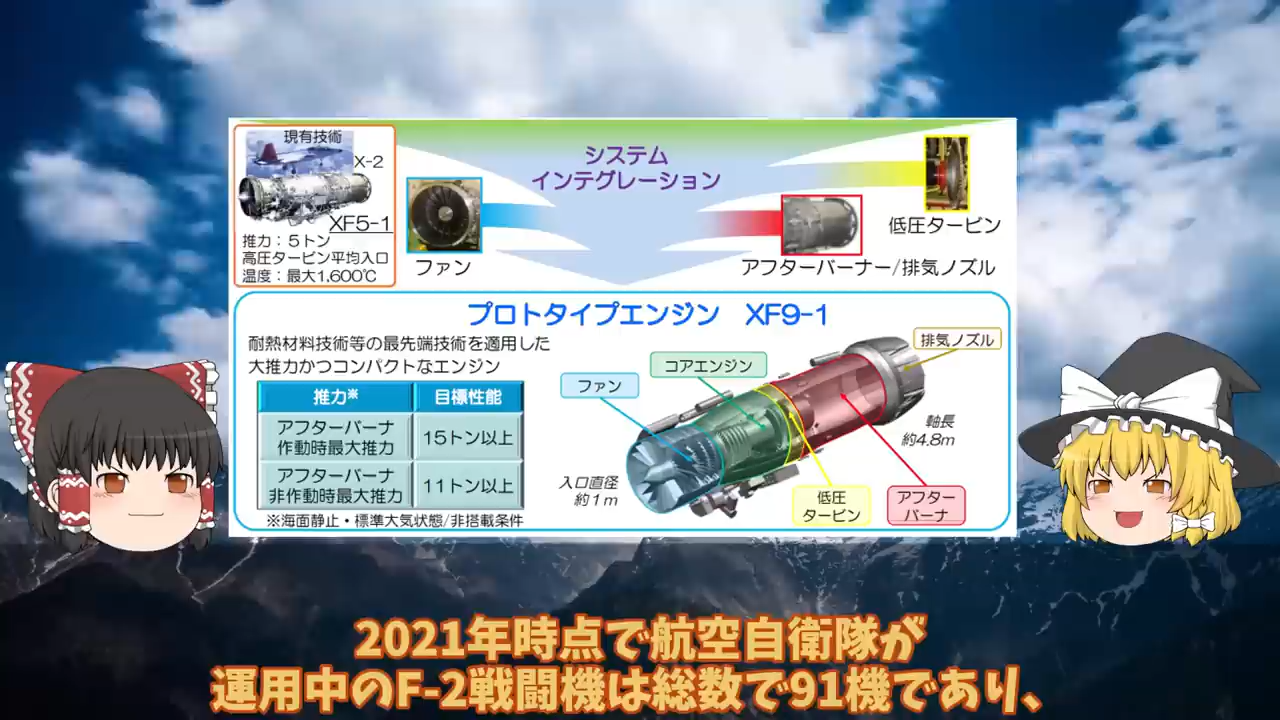 現有技術
X-2
XF5-1
推力：５トン
高圧タービン平均入口
温度：最大1,600℃
ファン
システム
インテグレーション
アフターバーナー/排気ノズル
低圧タービン
プロトタイプエンジン　XF9-1
耐熱材料技術等の最先端技術を適用した
大推力かつコンパクトなエンジン
推力※
目標性能
アフターバーナ
作動時最大推力
15トン以上
アフターバーナ
非作動時最大推力
11トン以上
※海面静止・標準大気状態/非搭載条件
ファン
コアエンジン
排気ノズル
軸長
約4.8m
入口直径
約１m
低圧
タービン
アフター
バーナ
2021年時点で航空自衛隊が
運用中のF-2戦闘機は総数で91機であり、